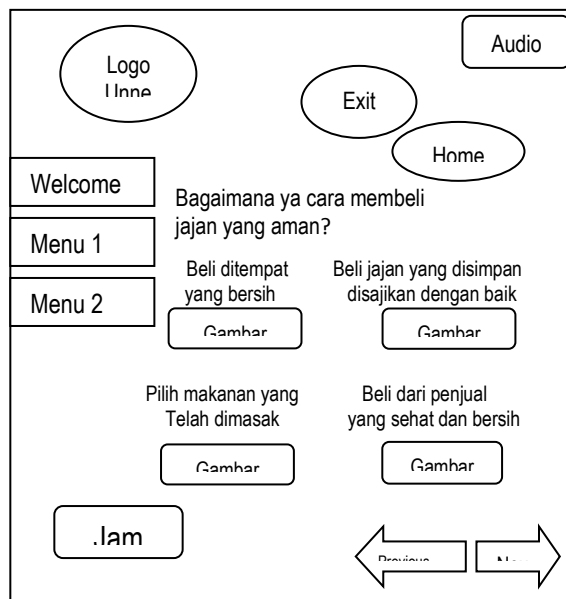 Logo
Audio
Exit
Home
Welcome
Bagaimana ya cara membeli
jajan yang aman?
Menu 1
Menu 2
Beli ditempat
yang bersih
Gambar
Beli jajan yang disimpan
disajikan dengan baik
Gambar
Pilih makanan yang
Telah dimasak
Gambar
Beli dari penjual
yang sehat dan bersih
Gambar
Jam
Previous